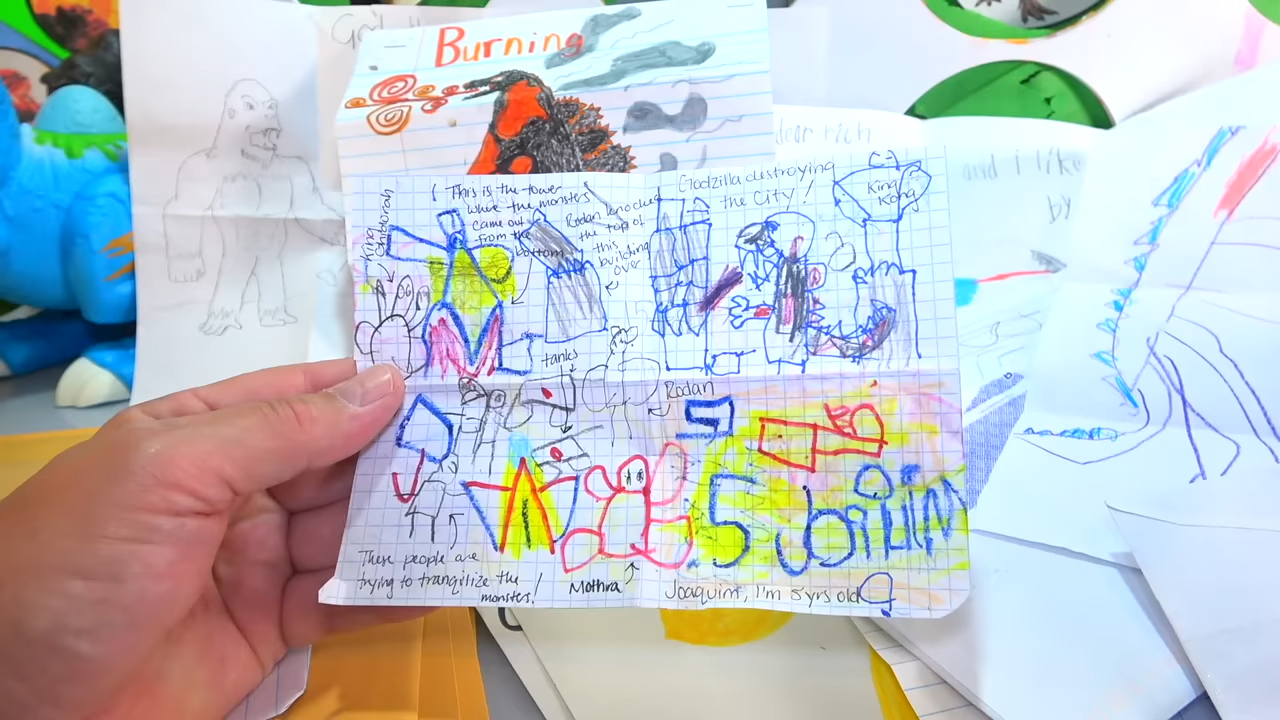 Burning
dear rich
and i like
by
King
Ghidorah
This is the tower
where the monsters
came out
from the
bottom
Rodan knocked
the top of
this
building
over
Godzilla destroying
the City!
King
Kong
tanks
Rodan
5
These people are
trying to tranqilize the
monsters!
Mothra
Joaquim, I'm 5 yrs old